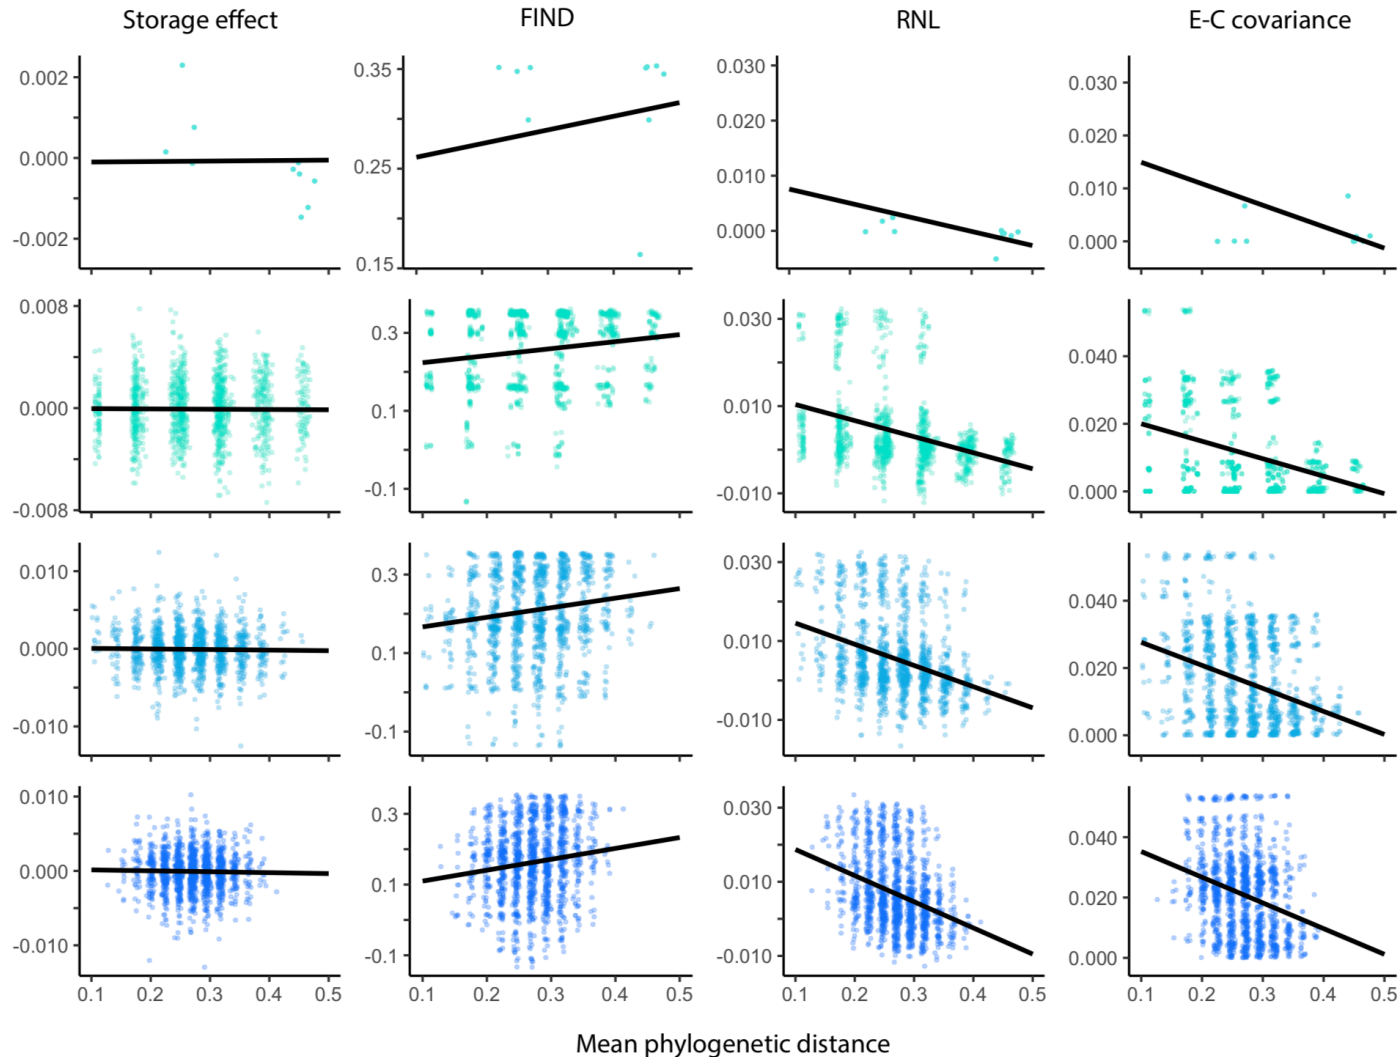 Storage effect FIND RNL E-C covariance
0.002 0.35 0.030 0.030
0.020 0.020
0.000 0.25 0.010 0.010
0.000 0.000
-0.002 0.15
0.008 0.3 0.030 0.040
0.000 0.1 0.010 0.020
-0.008 -0.1 -0.010 0.000
0.010 0.3 0.030 0.040
0.000 0.1 0.010 0.020
-0.010 -0.1 -0.010 0.000
0.010 0.3 0.030 0.040
0.000 0.1 0.010 0.020
-0.010 -0.1 -0.010 0.000
0.1 0.2 0.3 0.4 0.5 0.1 0.2 0.3 0.4 0.5 0.1 0.2 0.3 0.4 0.5 0.1 0.2 0.3 0.4 0.5
Mean phylogenetic distance